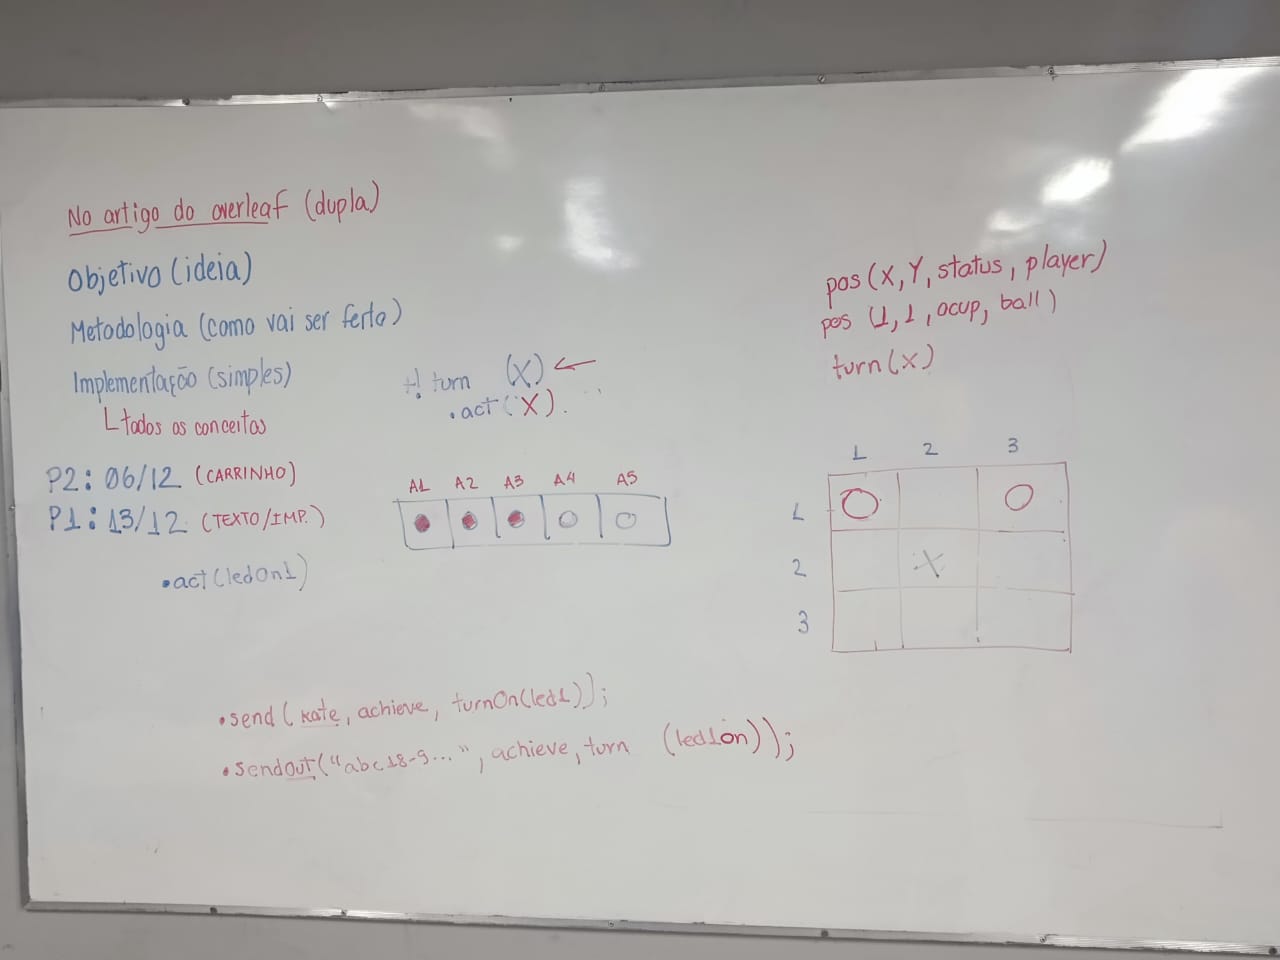 No artigo do overleaf (dupla)
Objetivo (ideia)
Metodologia (como vai ser feito)
Implementação (simples)
Ltodos os conceitos
P2: 06/12 (CARRINHO)
P1: 13/12 (TEXTO/IMP.)
.act(ledOn1)
+! turn (X) ←
.act(X).
A1 A2 A3 A4 A5
pos(X,Y,status, player)
pos (1,1,ocup, ball)
turn(X)
1 2 3
1 O O
2 X
3
.send(kate, achieve, turnOn(led1));
.sendout("abc18-9...", achieve, turn (led1on));